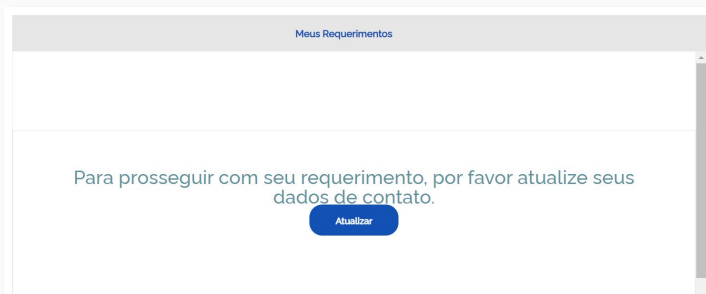 Meus Requerimentos
Para prosseguir com seu requerimento, por favor atualize seus
dados de contato.
Atualizar